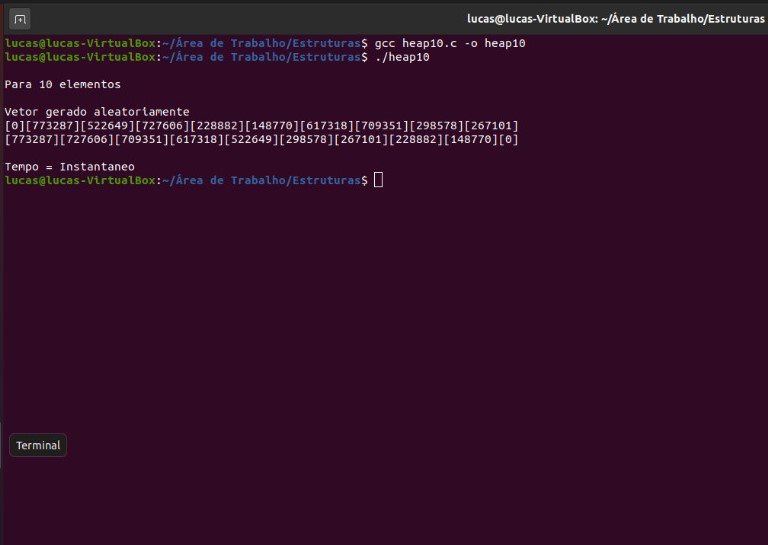 lucas@lucas-VirtualBox: ~/Área de Trabalho/Estruturas
lucas@lucas-VirtualBox:~/Área de Trabalho/Estruturas$ gcc heap10.c -o heap10
lucas@lucas-VirtualBox:~/Área de Trabalho/Estruturas$ ./heap10
Para 10 elementos
Vetor gerado aleatoriamente
[0][773287][522649][727606][228882][148770][617318][709351][298578][267101]
[773287][727606][709351][617318][522649][298578][267101][228882][148770][0]
Tempo = Instantaneo
lucas@lucas-VirtualBox:~/Área de Trabalho/Estruturas$
Terminal